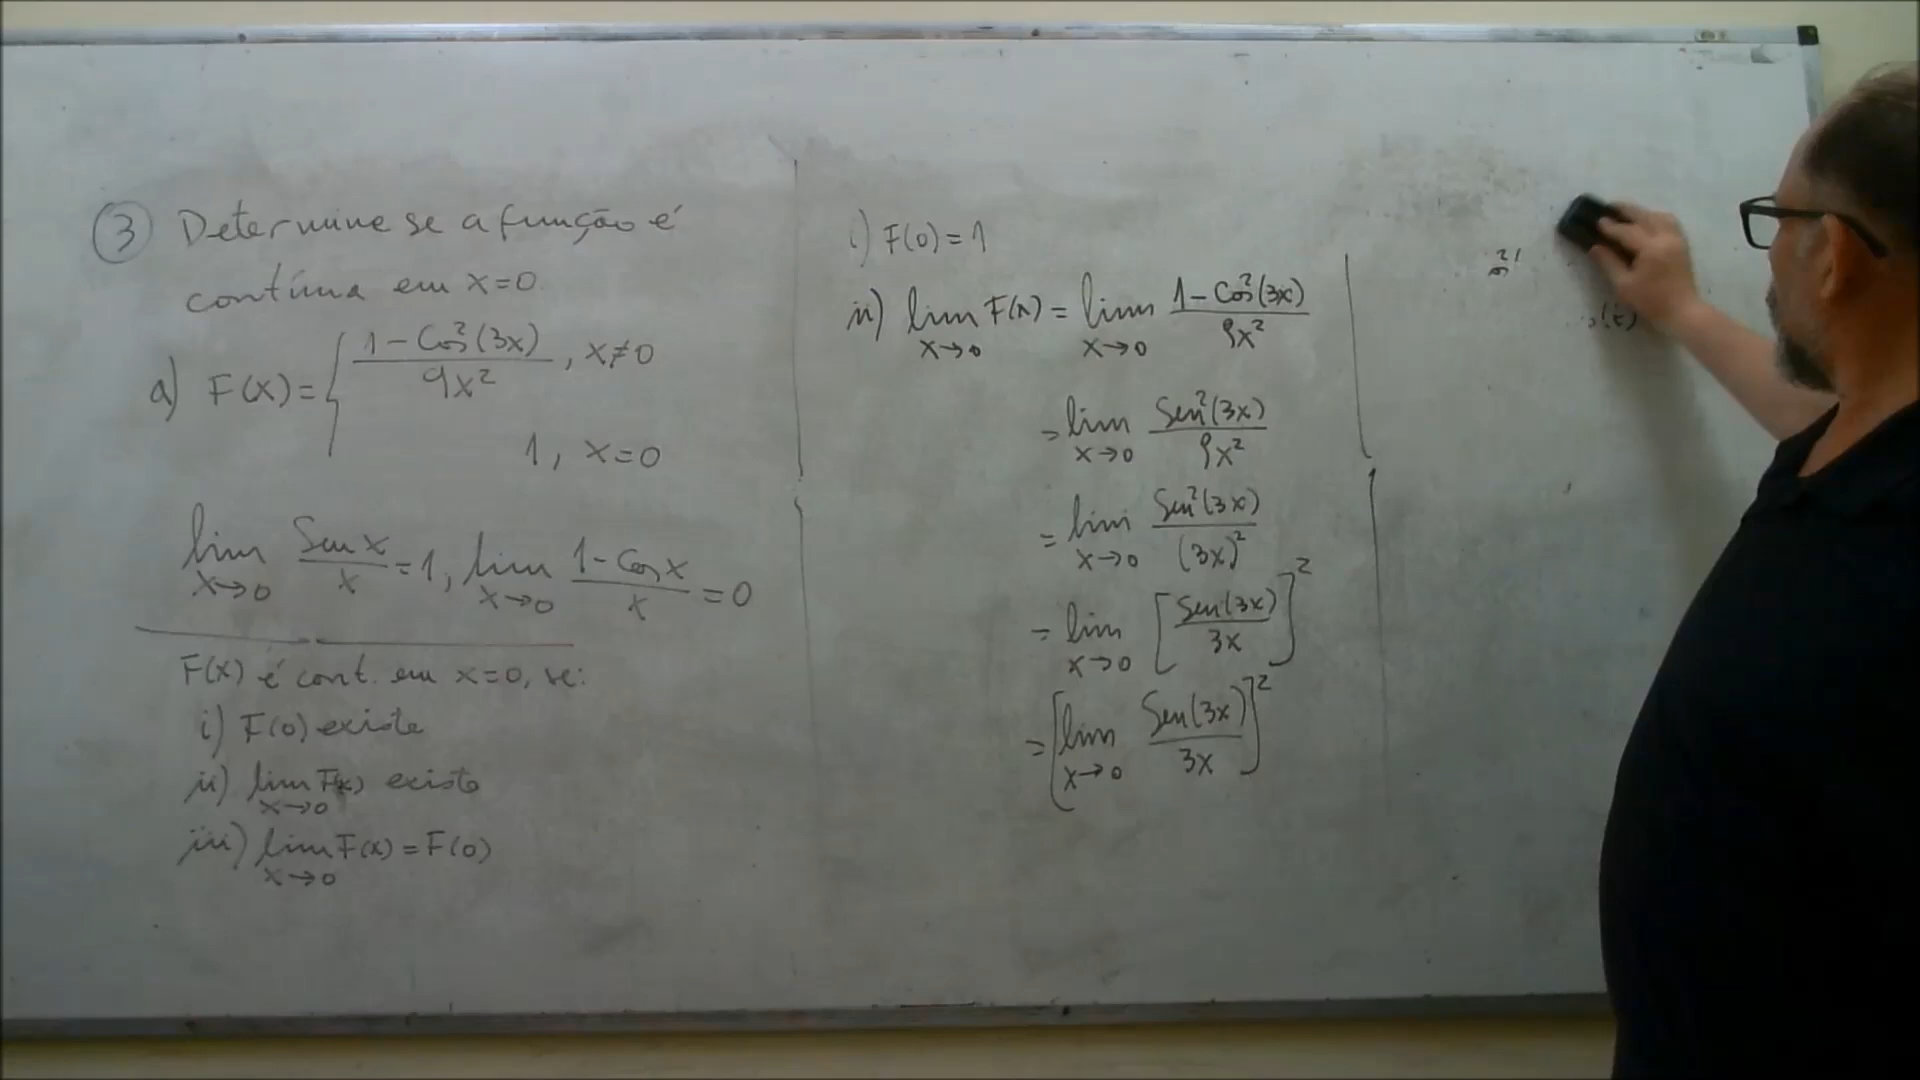 ③ Determine se a função é
contínua em x=0.
a) F(x) = { (1 - Cos²(3x))/(9x²), x≠0
1, x=0
lim x→0 Sen x/x = 1, lim x→0 (1 - Cos x)/x = 0
F(x) é cont. em x=0, se:
i) F(0) existe
ii) lim x→0 F(x) existe
iii) lim x→0 F(x) = F(0)
i) F(0) = 1
ii) lim x→0 F(x) = lim x→0 (1 - Cos²(3x))/(9x²)
= lim x→0 Sen²(3x)/(9x²)
= lim x→0 Sen²(3x)/(3x)²
= lim x→0 [Sen(3x)/3x]²
= [lim x→0 Sen(3x)/3x]²